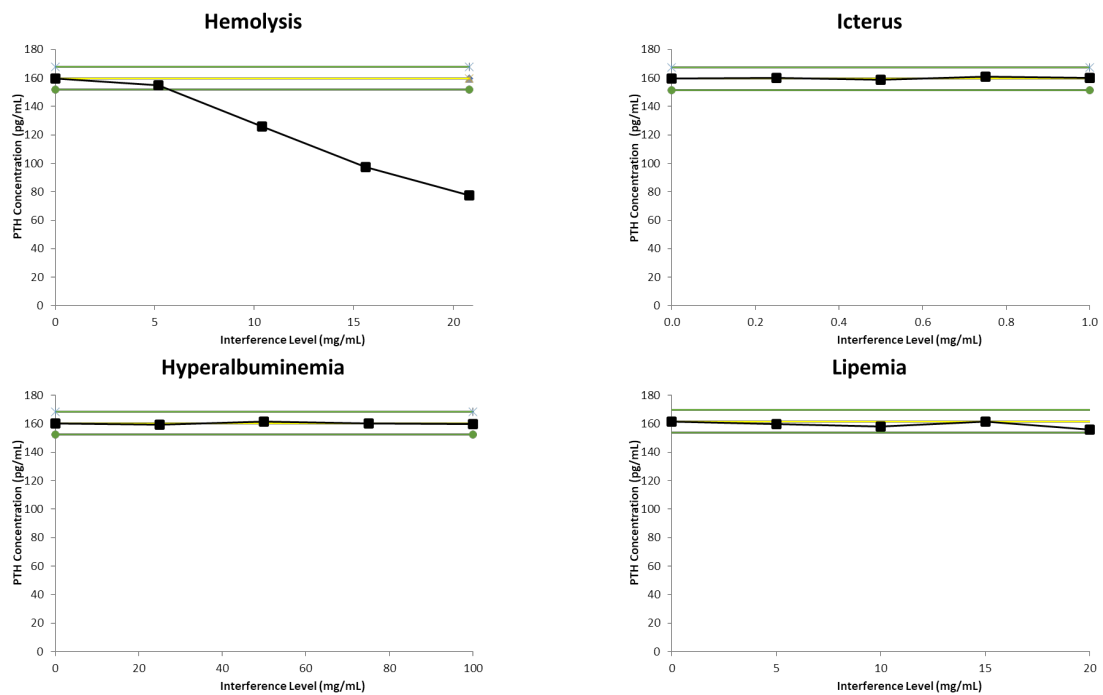 Hemolysis
PTH Concentration (pg/mL)
180
160
140
120
100
80
60
40
20
0
0 5 10 15 20
Interference Level (mg/mL)
Icterus
PTH Concentration (pg/mL)
180
160
140
120
100
80
60
40
20
0
0.0 0.2 0.4 0.6 0.8 1.0
Interference Level (mg/mL)
Hyperalbuminemia
PTH Concentration (pg/mL)
180
160
140
120
100
80
60
40
20
0
0 20 40 60 80 100
Interference Level (mg/mL)
Lipemia
PTH Concentration (pg/mL)
180
160
140
120
100
80
60
40
20
0
0 5 10 15 20
Interference Level (mg/mL)